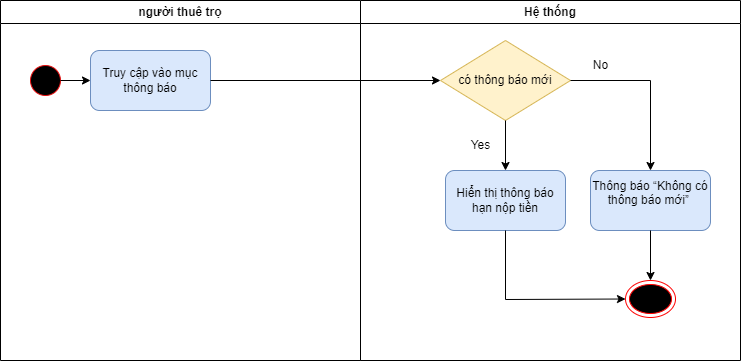 người thuê trọ
Hệ thống
Truy cập vào mục
thông báo
có thông báo mới
No
Yes
Hiển thị thông báo
hạn nộp tiền
Thông báo “Không có
thông báo mới”